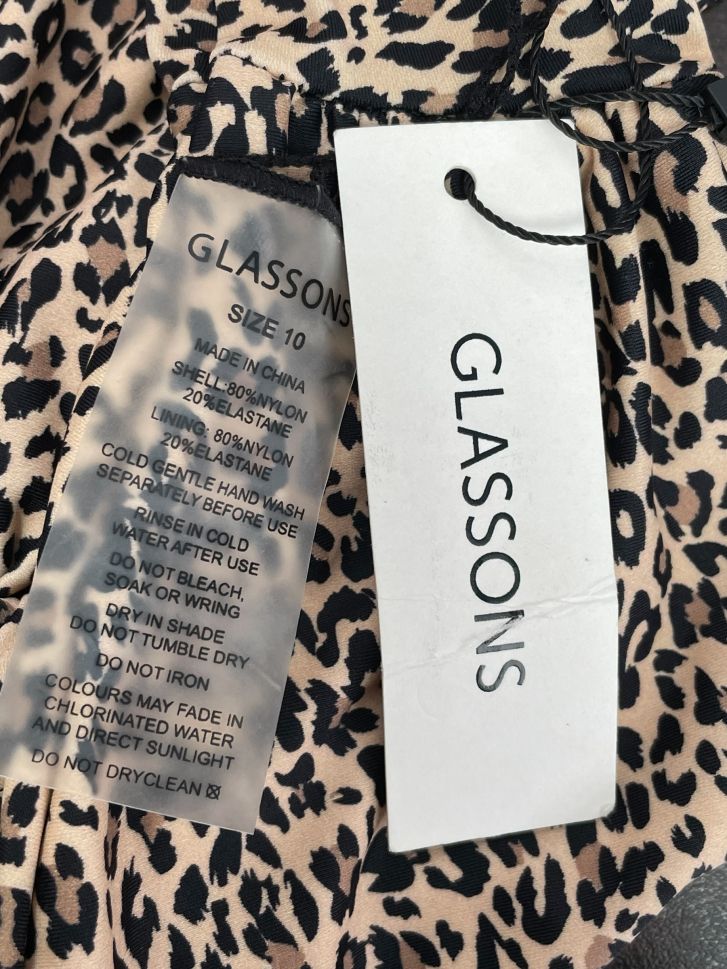 GLASSONS
SIZE 10
MADE IN CHINA
SHELL:80%NYLON
20%ELASTANE
LINING: 80%NYLON
20%ELASTANE
COLD GENTLE HAND WASH
SEPARATELY BEFORE USE
RINSE IN COLD
WATER AFTER USE
DO NOT BLEACH,
SOAK OR WRING
DRY IN SHADE
DO NOT TUMBLE DRY
DO NOT IRON
COLOURS MAY FADE IN
CHLORINATED WATER
AND DIRECT SUNLIGHT
DO NOT DRYCLEAN
GLASSONS